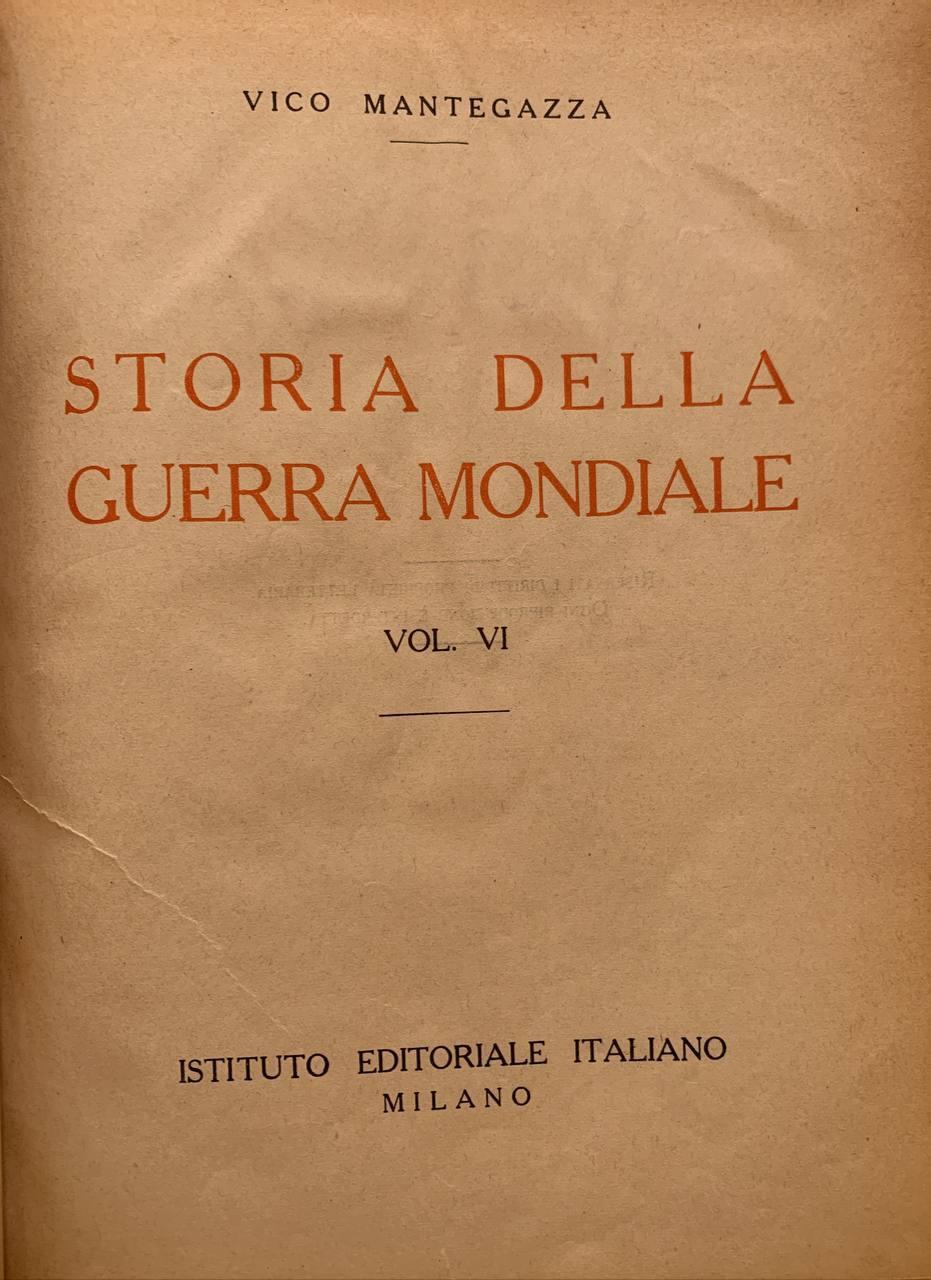 VICO MANTEGAZZA
STORIA DELLA
GUERRA MONDIALE
VOL. VI
ISTITUTO EDITORIALE ITALIANO
MILANO